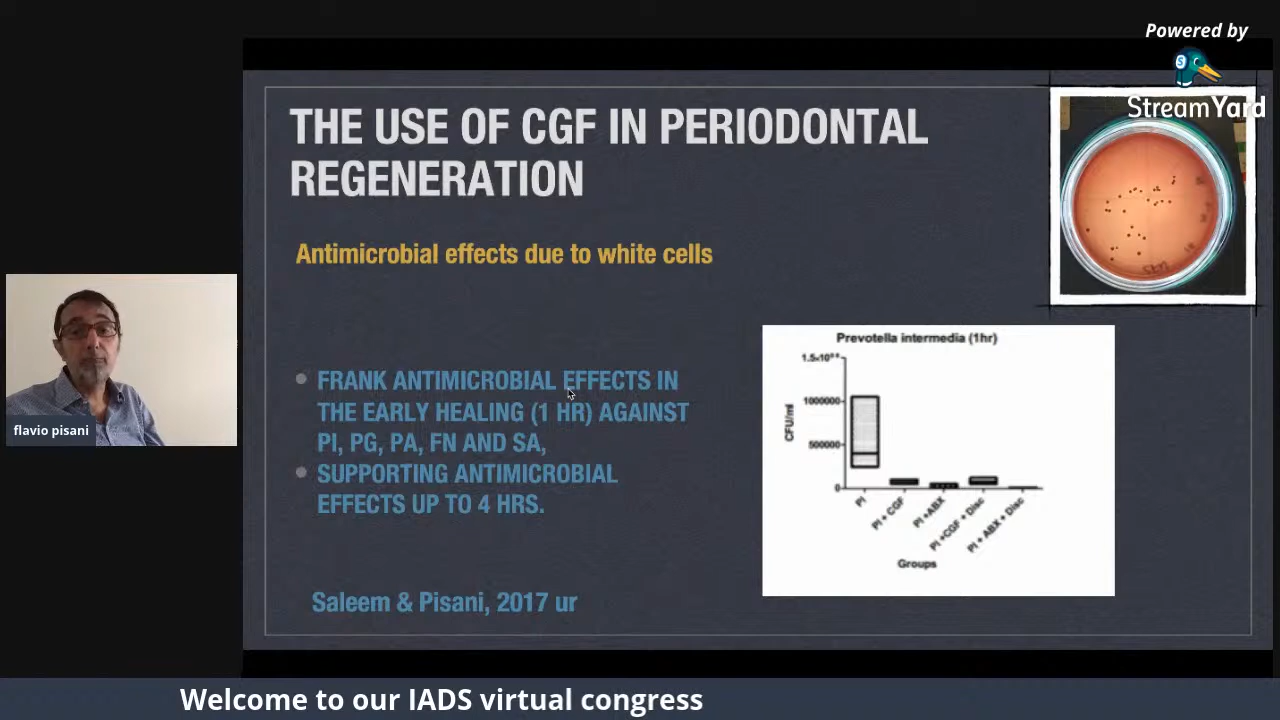 Powered by
StreamYard
THE USE OF CGF IN PERIODONTAL
REGENERATION
Antimicrobial effects due to white cells
FRANK ANTIMICROBIAL EFFECTS IN
THE EARLY HEALING (1 HR) AGAINST
PI, PG, PA, FN AND SA,
SUPPORTING ANTIMICROBIAL
EFFECTS UP TO 4 HRS.
Saleem & Pisani, 2017 ur
Prevotella intermedia (1hr)
CFU/ml
1000000
500000
0
PI
PI + CGF
PI +ABX
PI +CGF + Disc
PI + ABX + Disc
Groups
flavio pisani
Welcome to our IADS virtual congress